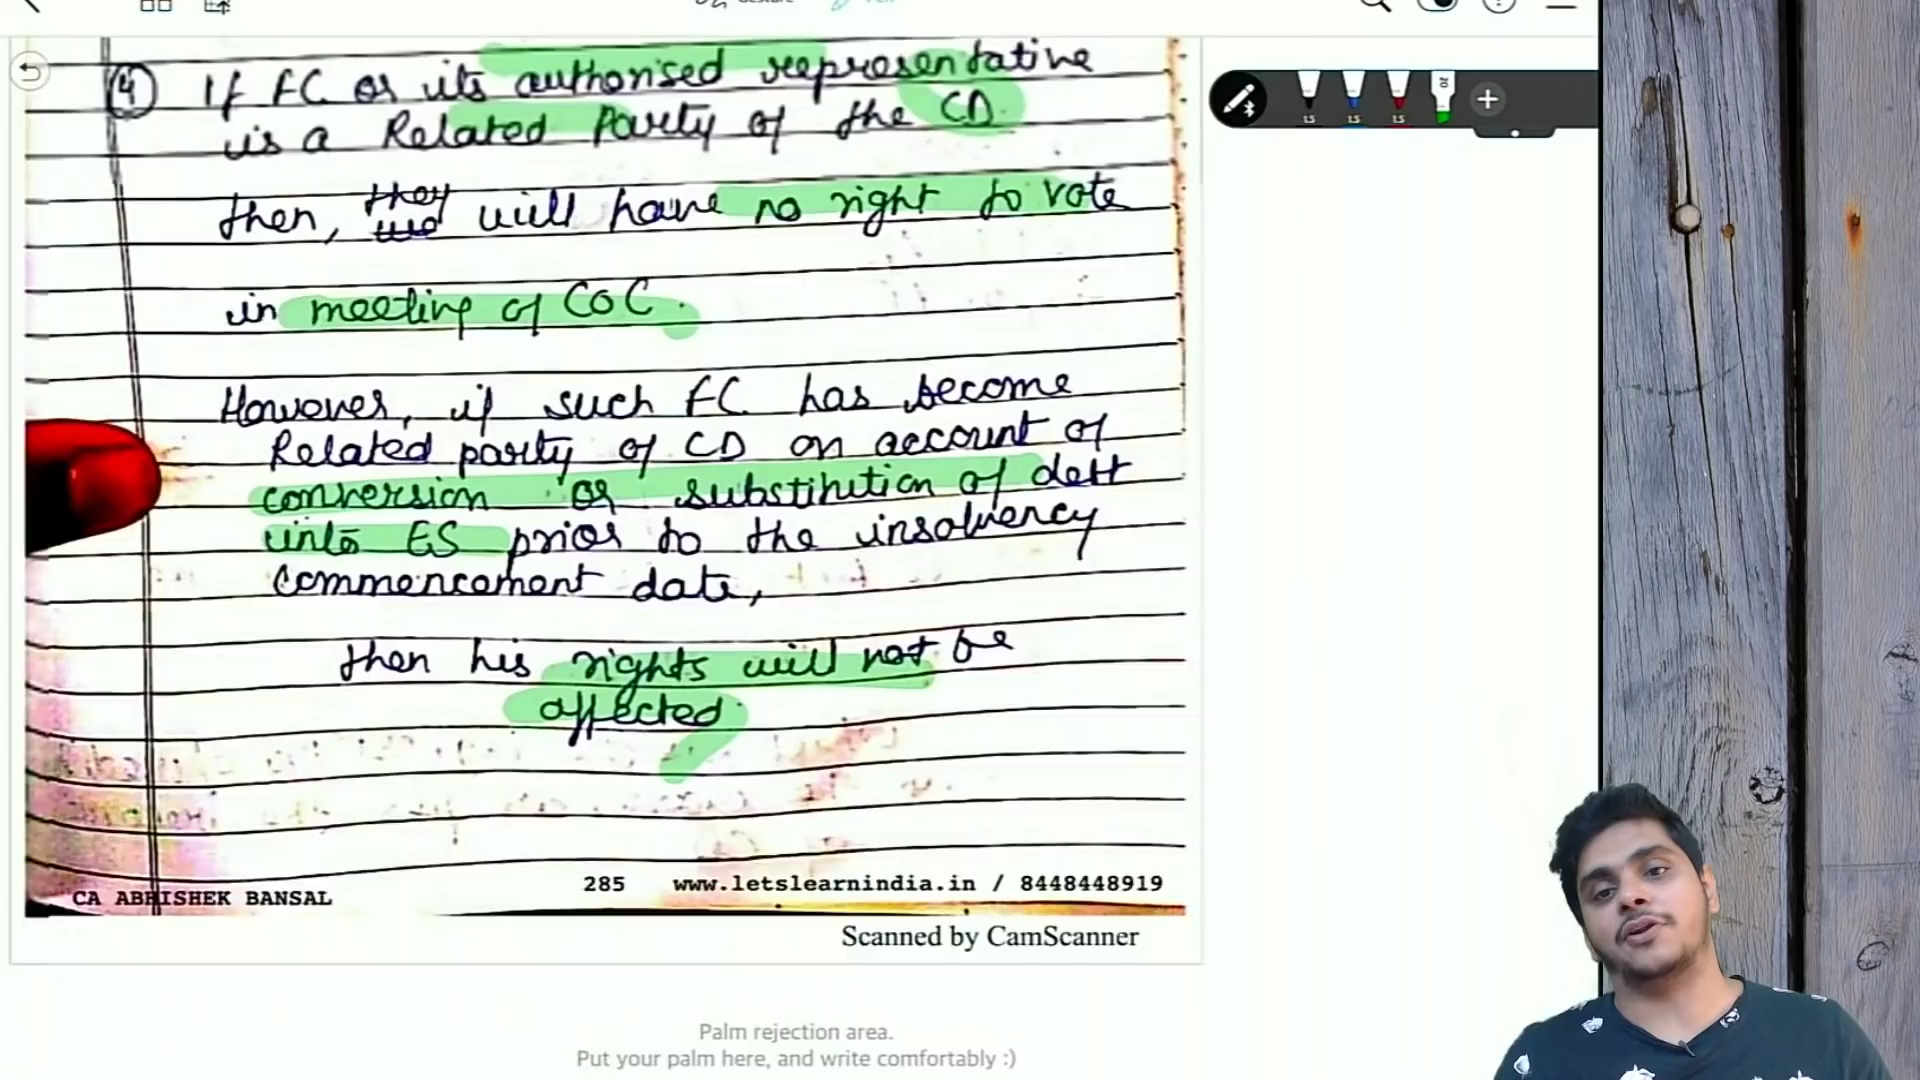 (4) If FC or its authorised representative
is a Related Party of the CD
then, they will have no right to vote
in meeting of COC.
However, if such FC has become
Related party of CD on account of
conversion or substitution of debt
into ES prior to the insolvency
commencement date,
then his rights will not be
affected.
CA ABHISHEK BANSAL 285 www.letslearnindia.in / 8448448919
Scanned by CamScanner
Palm rejection area.
Put your palm here, and write comfortably :)